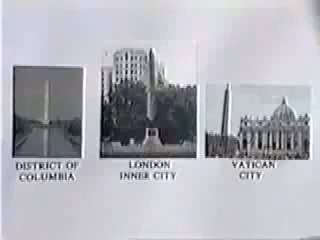 DISTRICT OF
COLUMBIA
LONDON
INNER CITY
VATICAN
CITY